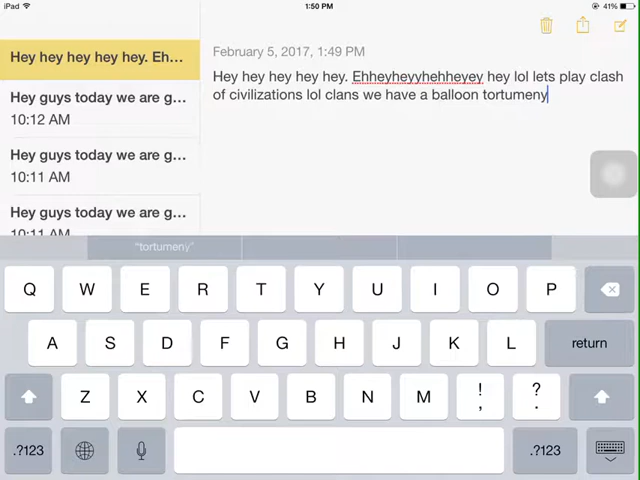 iPad 1:50 PM 41%
February 5, 2017, 1:49 PM
Hey hey hey hey hey. Ehheyheyyhehheyey hey lol lets play clash
of civilizations lol clans we have a balloon tortumeny
Hey hey hey hey hey. Eh…
Hey guys today we are g…
10:12 AM
Hey guys today we are g…
10:11 AM
Hey guys today we are g…
10:11 AM
"tortumeny"
Q W E R T Y U I O P
A S D F G H J K L return
Z X C V B N M ! , ? .
.?123 .?123